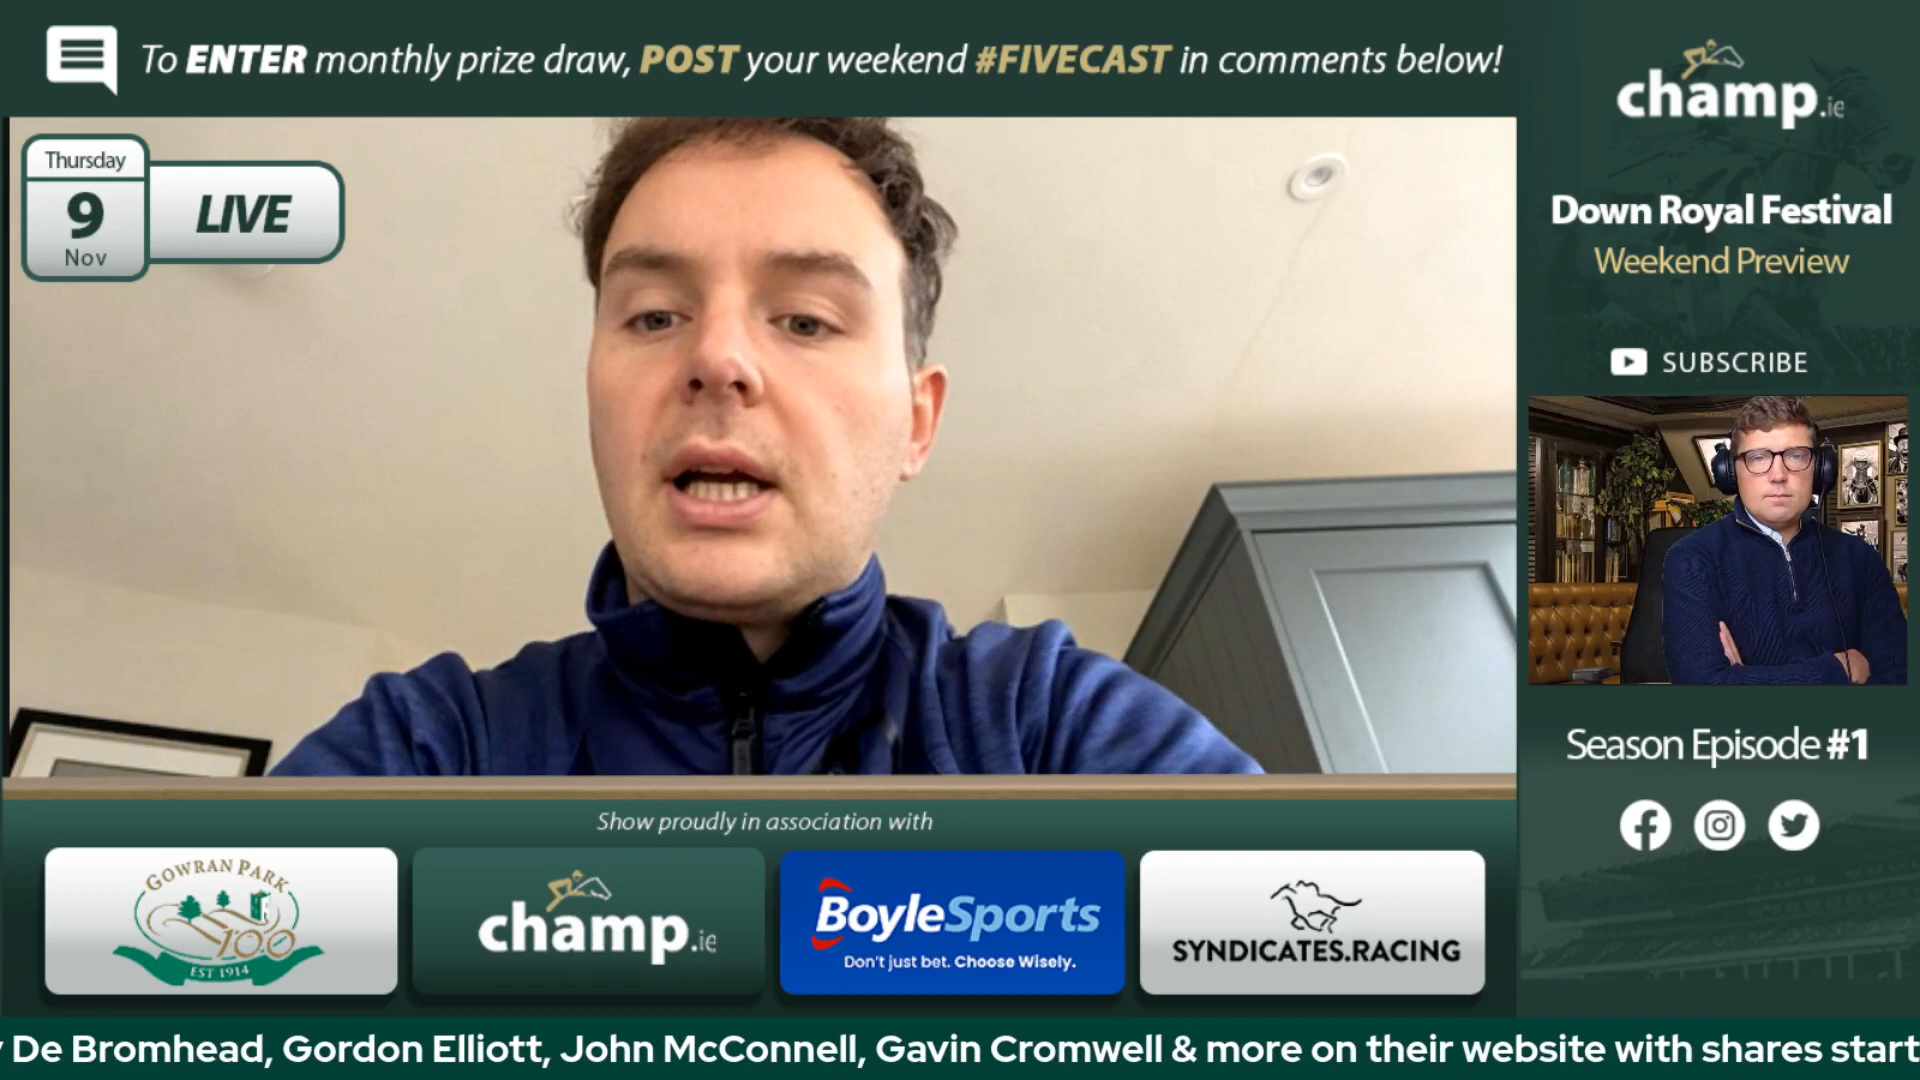 To ENTER monthly prize draw, POST your weekend #FIVECAST in comments below!
Thursday
9
Nov
LIVE
champ.ie
Down Royal Festival
Weekend Preview
SUBSCRIBE
Season Episode #1
Show proudly in association with
GOWRAN PARK
100
EST 1914
champ.ie
BoyleSports
Don't just bet. Choose Wisely.
SYNDICATES.RACING
De Bromhead, Gordon Elliott, John McConnell, Gavin Cromwell & more on their website with shares start